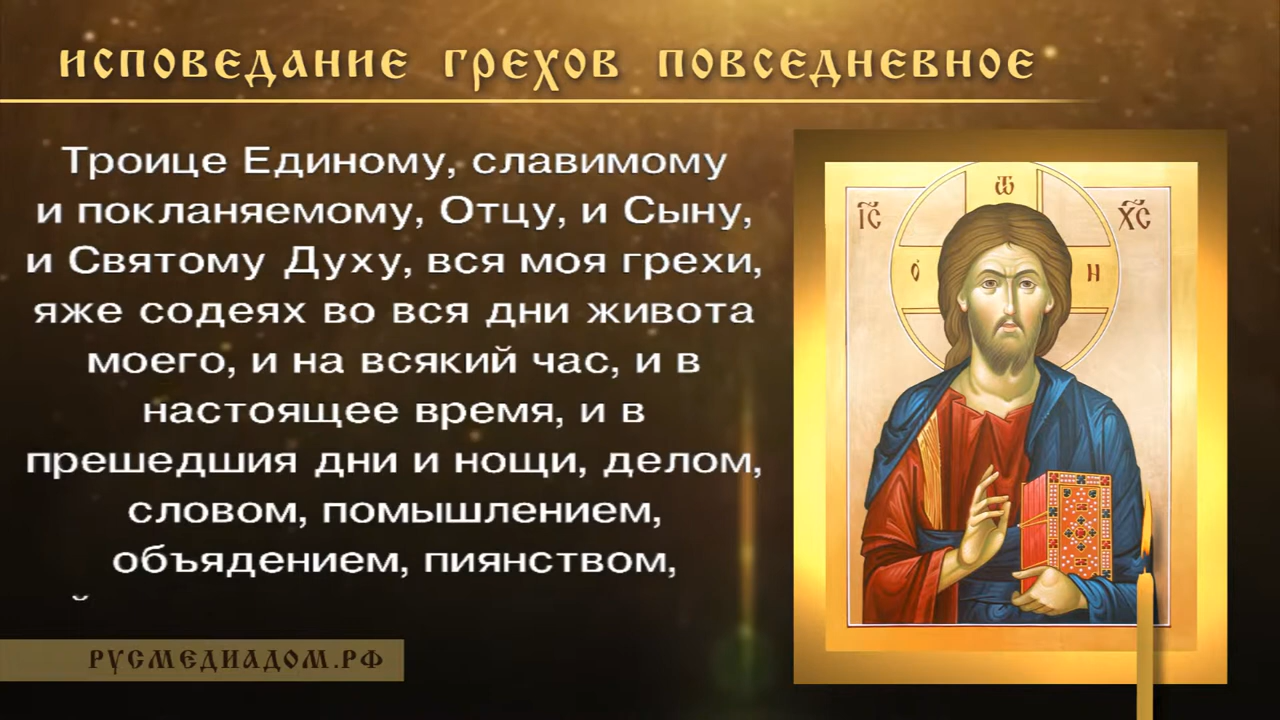 исповедание грехов повседневное
Троице Единому, славимому
и покланяемому, Отцу, и Сыну,
и Святому Духу, вся моя грехи,
яже содеях во вся дни живота
моего, и на всякий час, и в
настоящее время, и в
прешедшия дни и нощи, делом,
словом, помышлением,
объядением, пиянством,
русмедиадом.рф
ІС ХС
ѾОН